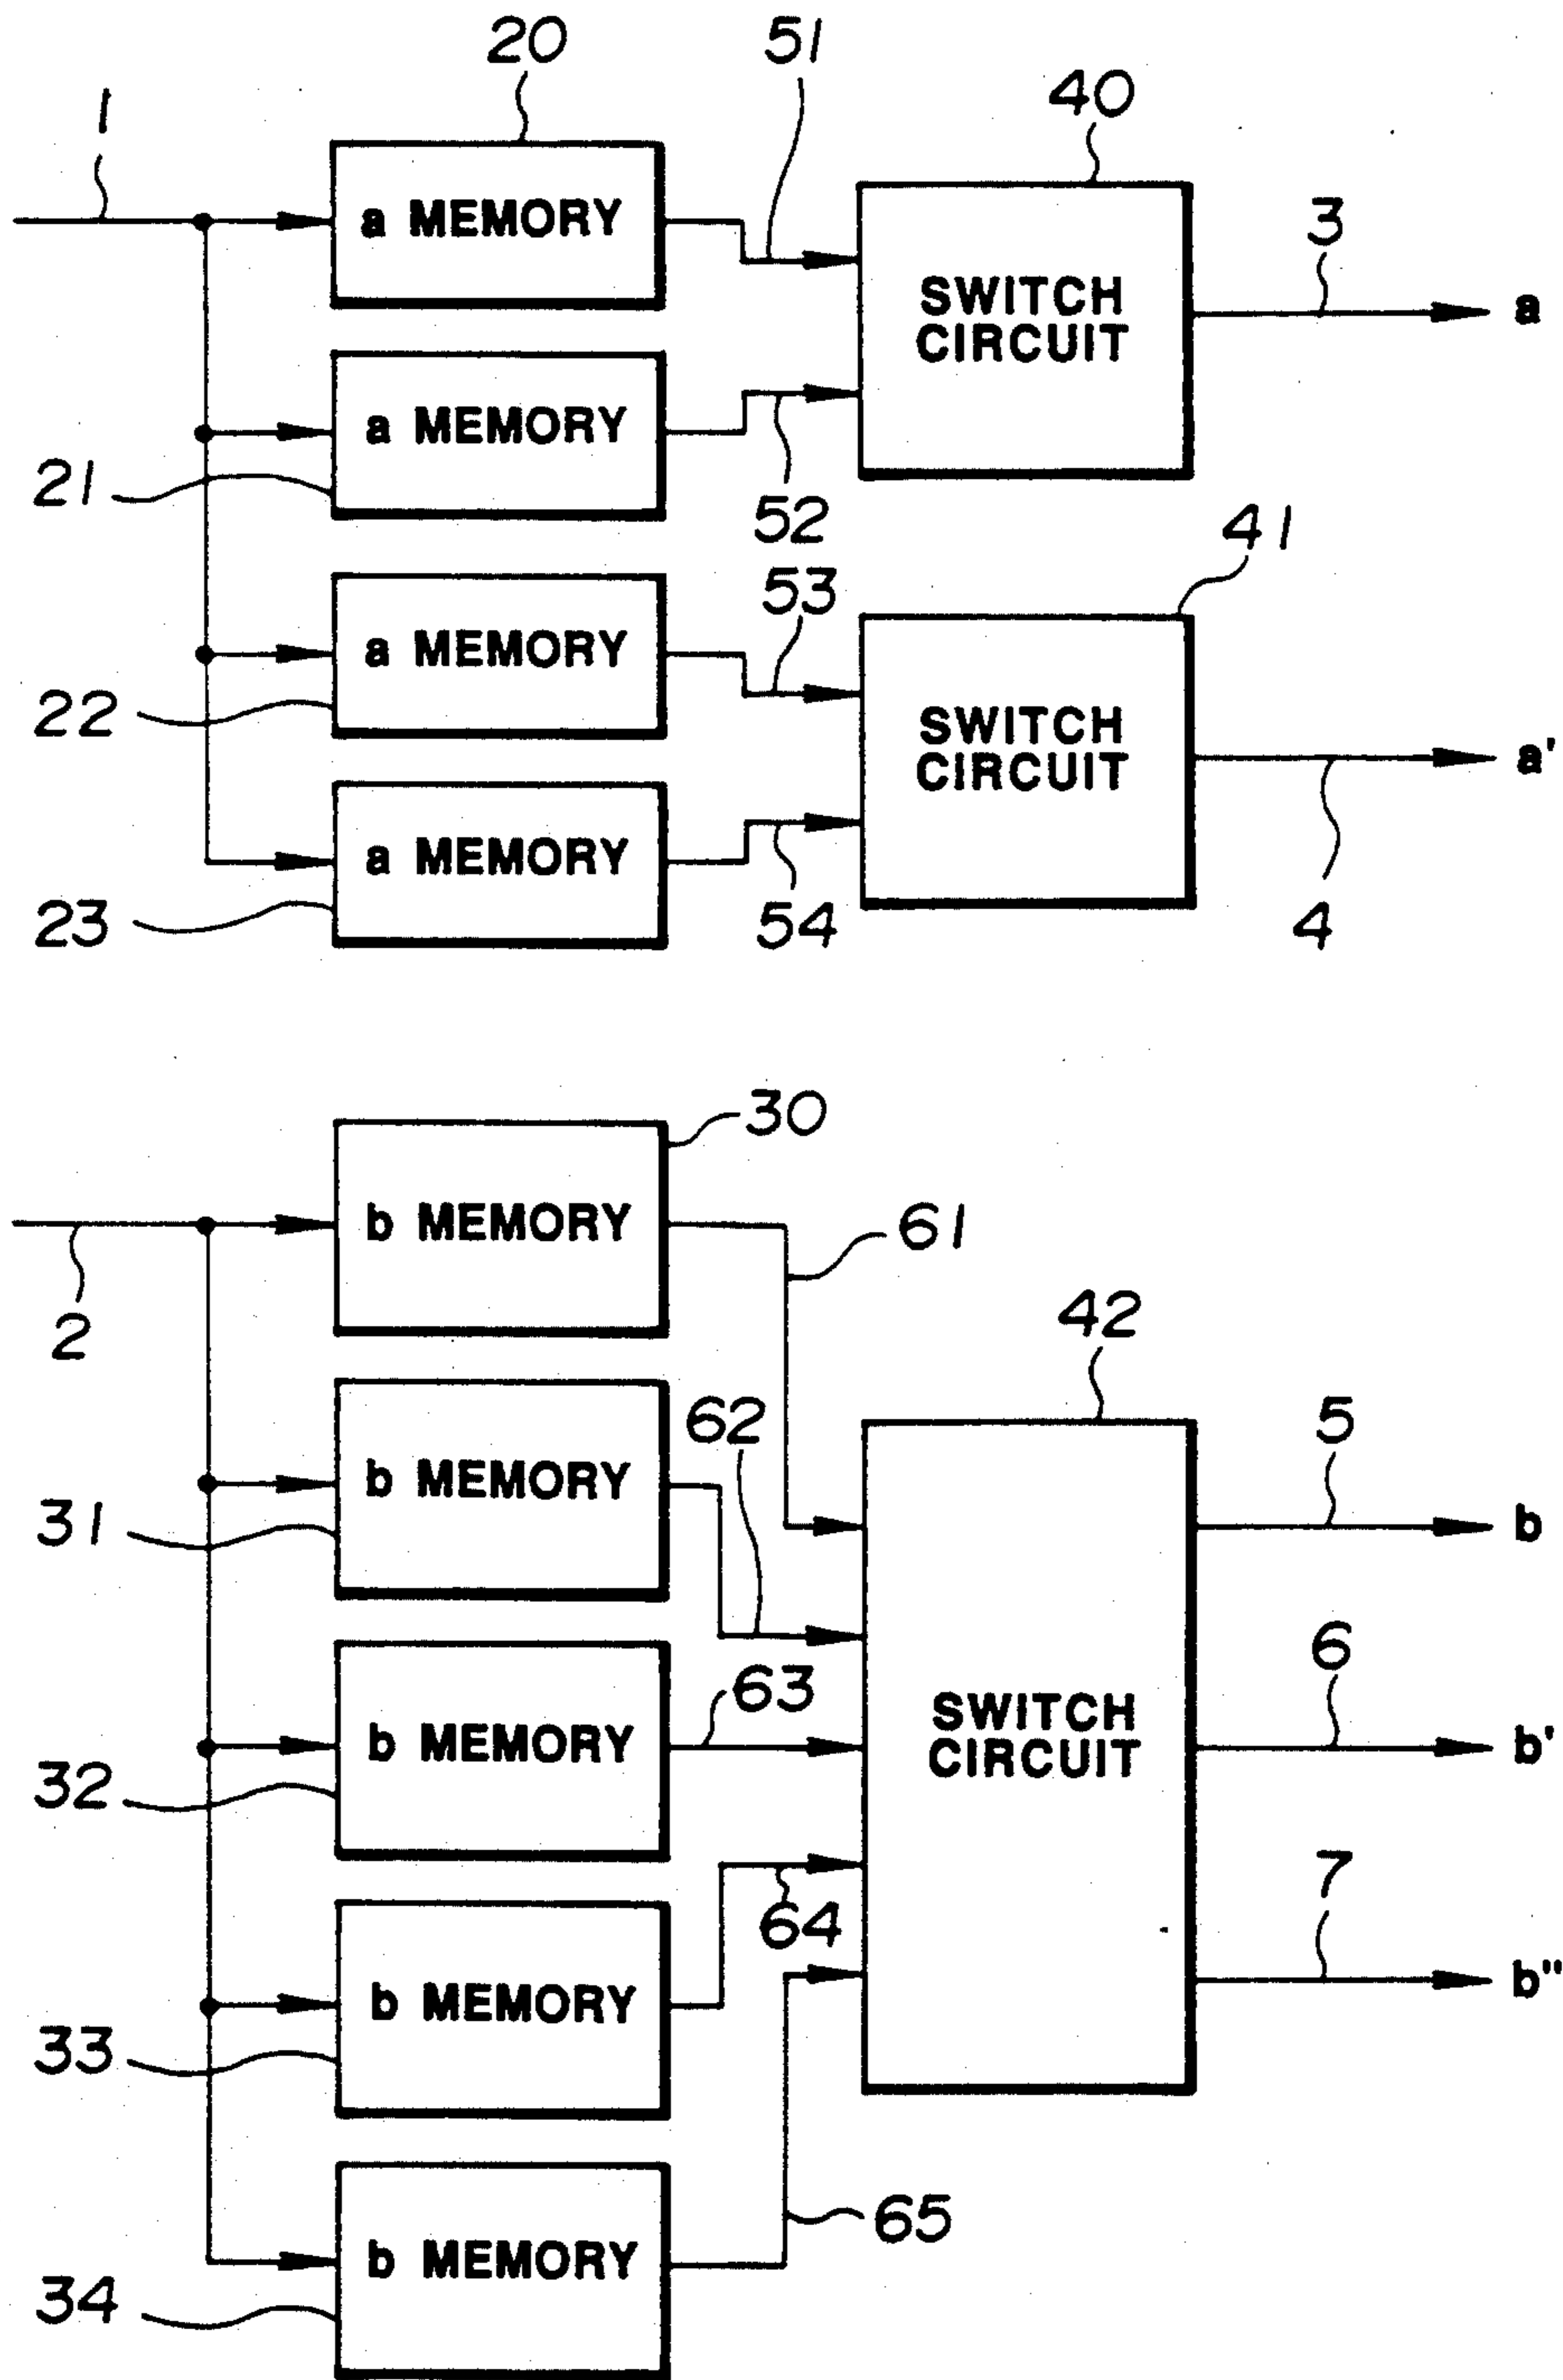 20
51
40
1
a MEMORY
3
SWITCH
CIRCUIT
a
a MEMORY
21
52
41
53
a MEMORY
22
SWITCH
CIRCUIT
a'
a MEMORY
23
54
4
30
b MEMORY
61
2
42
62
5
b MEMORY
31
b
6
63
SWITCH
CIRCUIT
b MEMORY
32
b'
7
64
b MEMORY
33
b"
65
b MEMORY
34